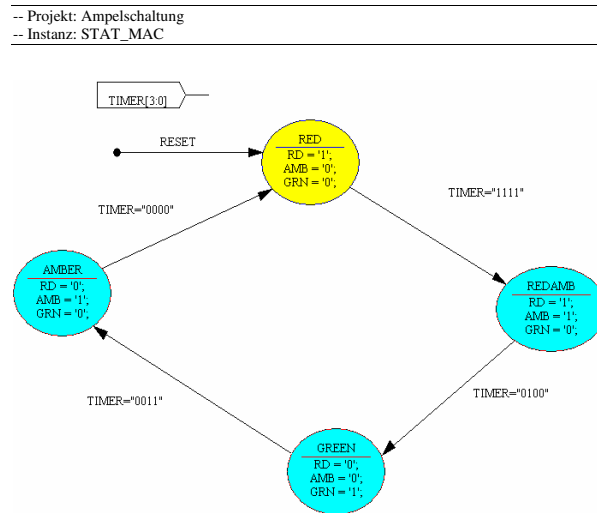 -- Projekt: Ampelschaltung
-- Instanz: STAT_MAC
TIMER[3:0]
RESET
RED
RD = '1';
AMB = '0';
GRN = '0';
TIMER="1111"
TIMER="0000"
AMBER
RD = '0';
AMB = '1';
GRN = '0';
REDAMB
RD = '1';
AMB = '1';
GRN = '0';
TIMER="0100"
TIMER="0011"
GREEN
RD = '0';
AMB = '0';
GRN = '1';